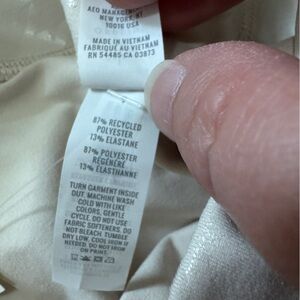 AEO MANAGEMENT
NEW YORK, NY
10016 USA
MADE IN VIETNAM
FABRIQUÉ AU VIETNAM
RN 54485 CA 03873
87% RECYCLED
POLYESTER
13% ELASTANE
87% POLYESTER
RÉGÉNÉRÉ
13% ELASTHANNE
TURN GARMENT INSIDE
OUT. MACHINE WASH
COLD WITH LIKE
COLORS, GENTLE
CYCLE. DO NOT USE
FABRIC SOFTENERS. DO
NOT BLEACH. TUMBLE
DRY LOW. COOL IRON IF
NEEDED. DO NOT IRON
ON PRINT.